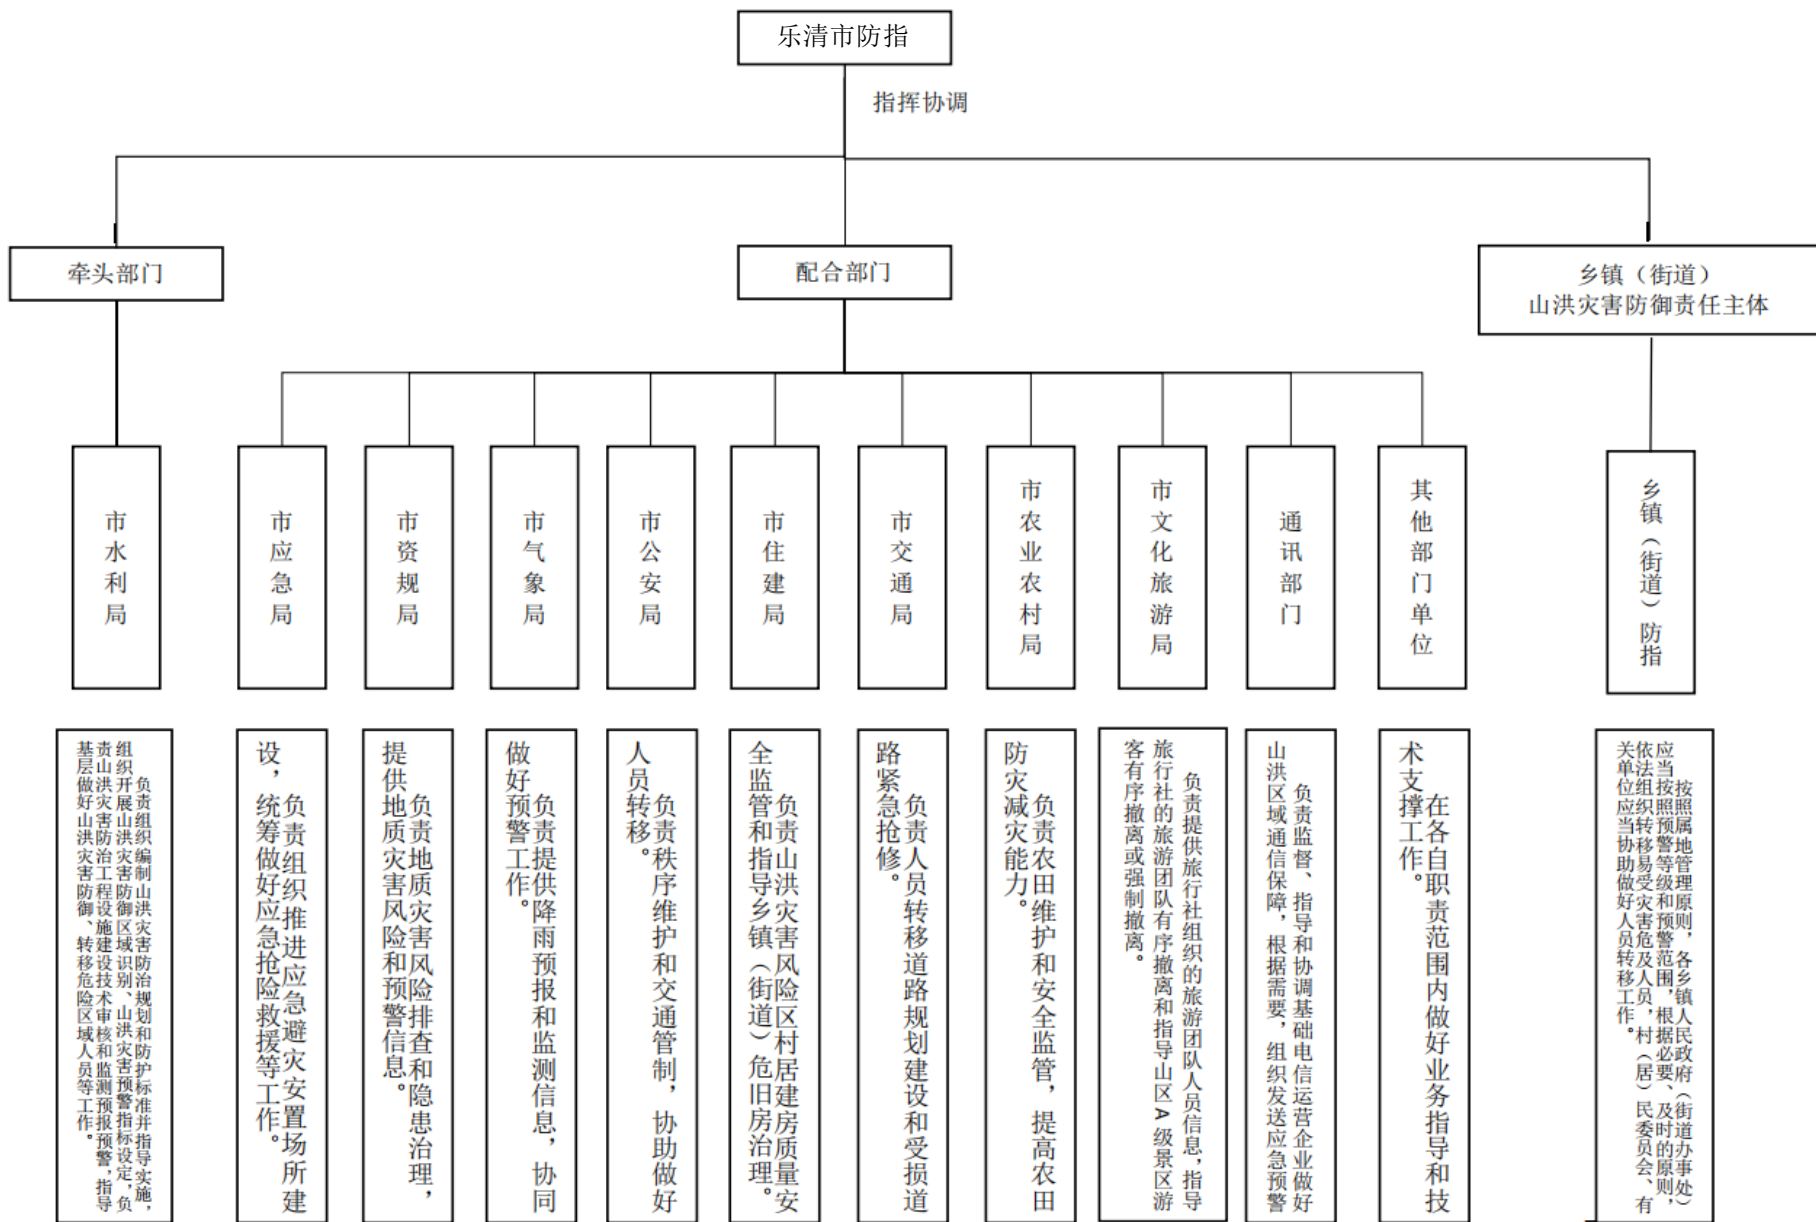 乐清市防指
指挥协调
牵头部门
配合部门
乡镇（街道）
山洪灾害防御责任主体
市水利局
市应急局
市资规局
市气象局
市公安局
市住建局
市交通局
市农业农村局
市文化旅游局
通讯部门
其他部门单位
乡镇（街道）防指
负责组织编制山洪灾害防治规划和防护标准并指导实施，
组织开展山洪灾害防御区域识别、山洪灾害预警指标设定，负
责山洪灾害防治工程设施建设技术审核和监测预报预警，指导
基层做好山洪灾害防御、转移危险区域人员等工作。
负责组织推进应急避灾安置场所建
设，统筹做好应急抢险救援等工作。
负责地质灾害风险排查和隐患治理，
提供地质灾害风险和预警信息。
负责提供降雨预报和监测信息，协同
做好预警工作。
负责秩序维护和交通管制，协助做好
人员转移。
负责山洪灾害风险区村居建房质量安
全监管和指导乡镇（街道）危旧房治理。
负责人员转移道路规划建设和受损道
路紧急抢修。
负责农田维护和安全监管，提高农田
防灾减灾能力。
负责提供旅行社组织的旅游团队人员信息，指导
旅行社的旅游团队有序撤离和指导山区A级景区游
客有序撤离或强制撤离。
负责监督、指导和协调基础电信运营企业做好
山洪区域通信保障，根据需要，组织发送应急预警
在各自职责范围内做好业务指导和技
术支撑工作。
按照属地管理原则，各乡镇人民政府（街道办事处）
应当按照预警等级和预警范围，根据必要、及时的原则，
依法组织转移易受灾害危及人员，村（居）民委员会、有
关单位应当协助做好人员转移工作。